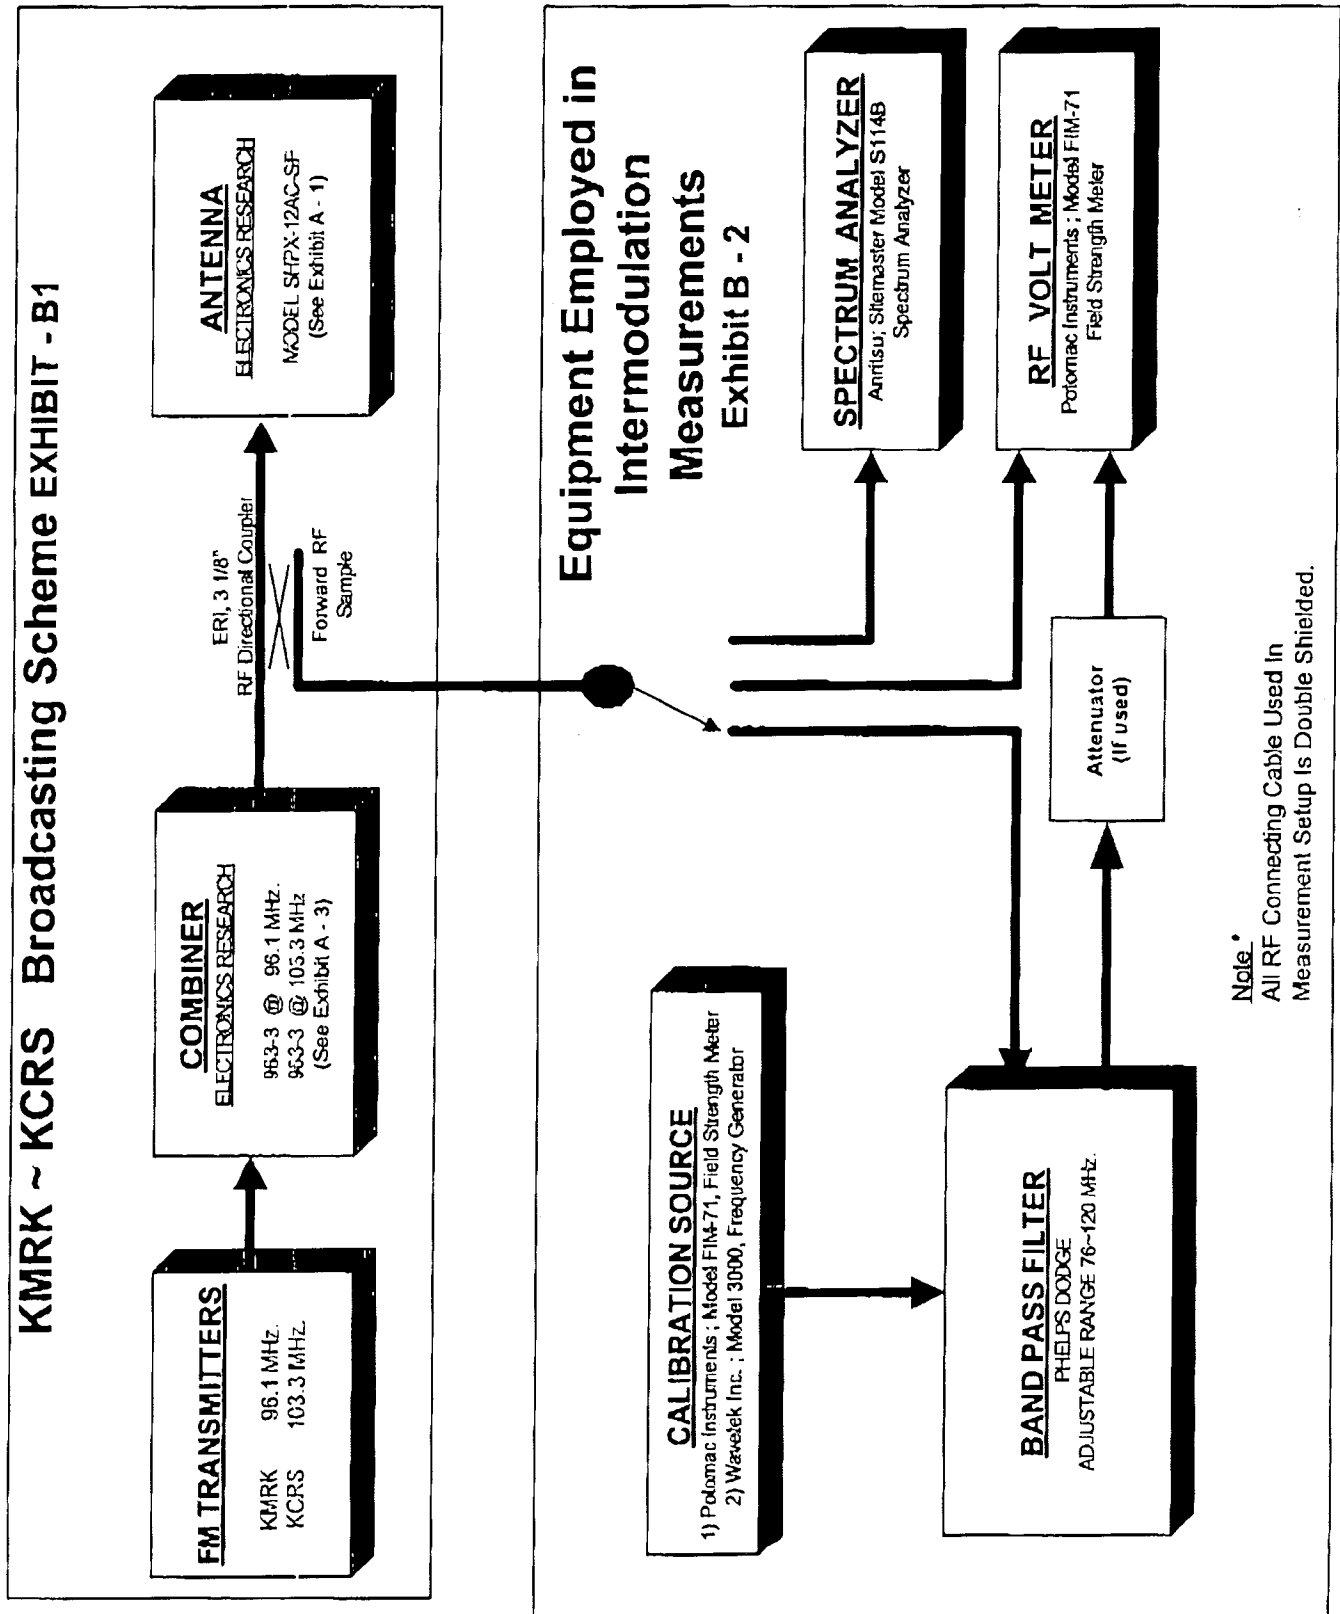 KMRK ~ KCRS Broadcasting Scheme EXHIBIT - B1
FM TRANSMITTERS
KMRK 96.1 MHz.
KCRS 103.3 MHz.
COMBINER
ELECTRONICS RESEARCH
963-3 @ 96.1 MHz.
963-3 @ 103.3 MHz
(See Exhibit A - 3)
ERI, 3 1/8"
RF Directional Coupler
Forward RF
Sample
ANTENNA
ELECTRONICS RESEARCH
MODEL SHPX-12AC-SF
(See Exhibit A - 1)
Equipment Employed in
Intermodulation
Measurements
Exhibit B - 2
CALIBRATION SOURCE
1) Potomac Instruments ; Model FIM-71, Field Strength Meter
2) Wavetek Inc. ; Model 3000, Frequency Generator
SPECTRUM ANALYZER
Anritsu; Sitemaster Model S114B
Spectrum Analyzer
RF VOLT METER
Potomac Instruments ; Model FIM-71
Field Strength Meter
BAND PASS FILTER
PHELPS DODGE
ADJUSTABLE RANGE 76~120 MHz.
Attenuator
(If used)
Note *
All RF Connecting Cable Used In
Measurement Setup Is Double Shielded.